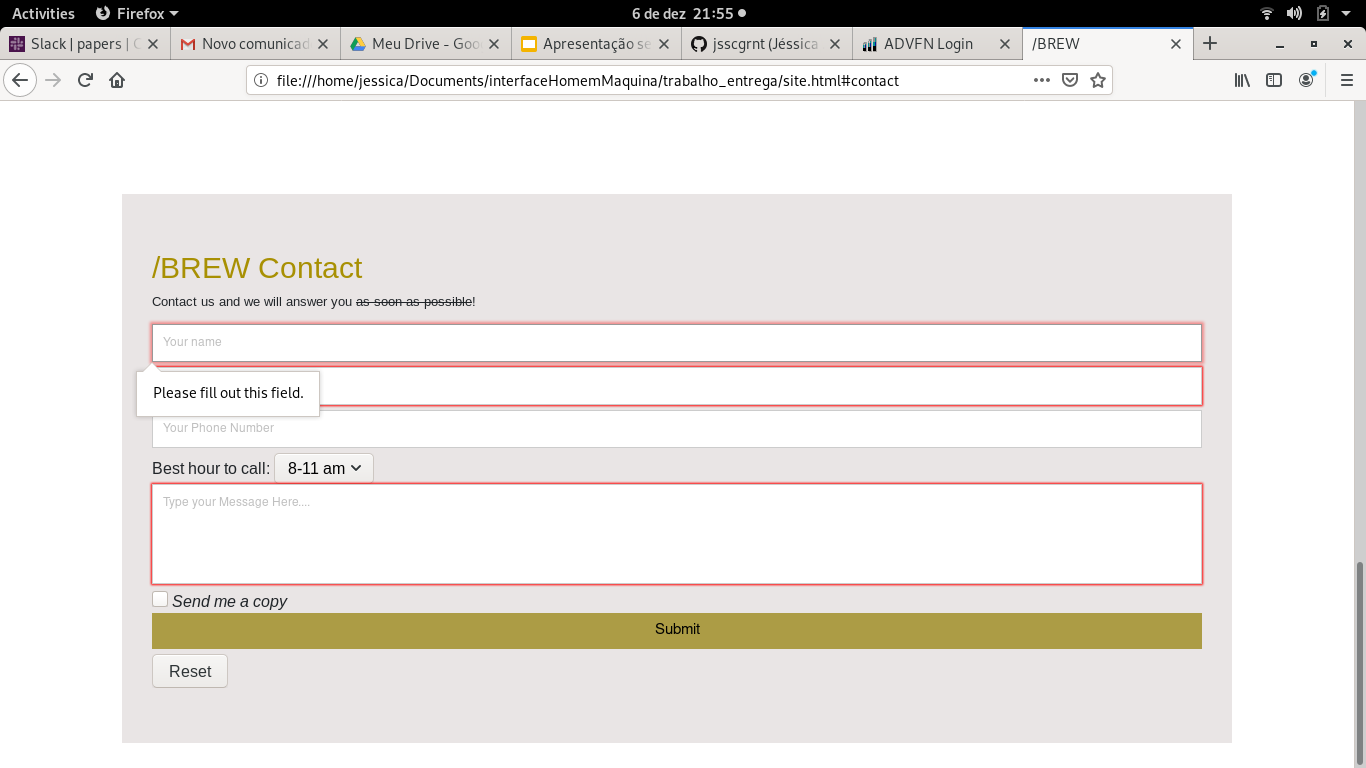 Activities Firefox 6 de dez 21:55
Slack | papers | C Novo comunicad Meu Drive - Goo Apresentação se jsscgrnt (Jéssica ADVFN Login /BREW
file:///home/jessica/Documents/interfaceHomemMaquina/trabalho_entrega/site.html#contact
/BREW Contact
Contact us and we will answer you as soon as possible!
Your name
Please fill out this field.
Your Phone Number
Best hour to call: 8-11 am
Type your Message Here....
Send me a copy
Submit
Reset